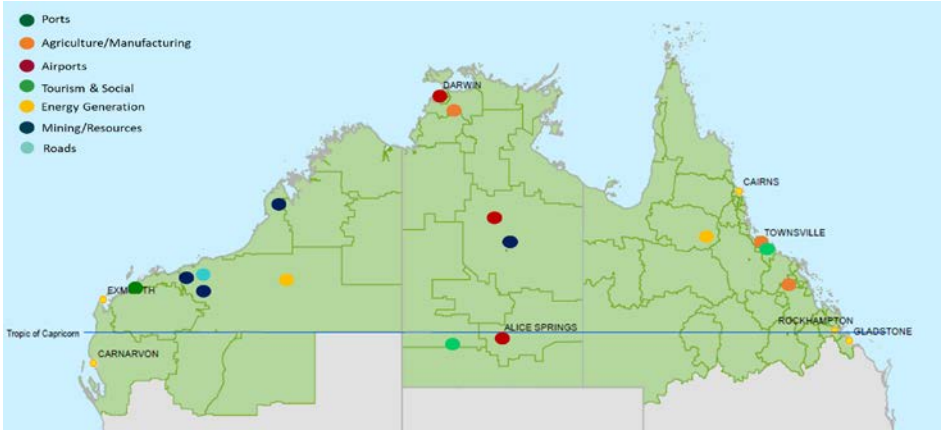 Ports
Agriculture/Manufacturing
Airports
Tourism & Social
Energy Generation
Mining/Resources
Roads
DARWIN
CAIRNS
TOWNSVILLE
EXMOUTH
ROCKHAMPTON
Tropic of Capricorn
ALICE SPRINGS
GLADSTONE
CARNARVON